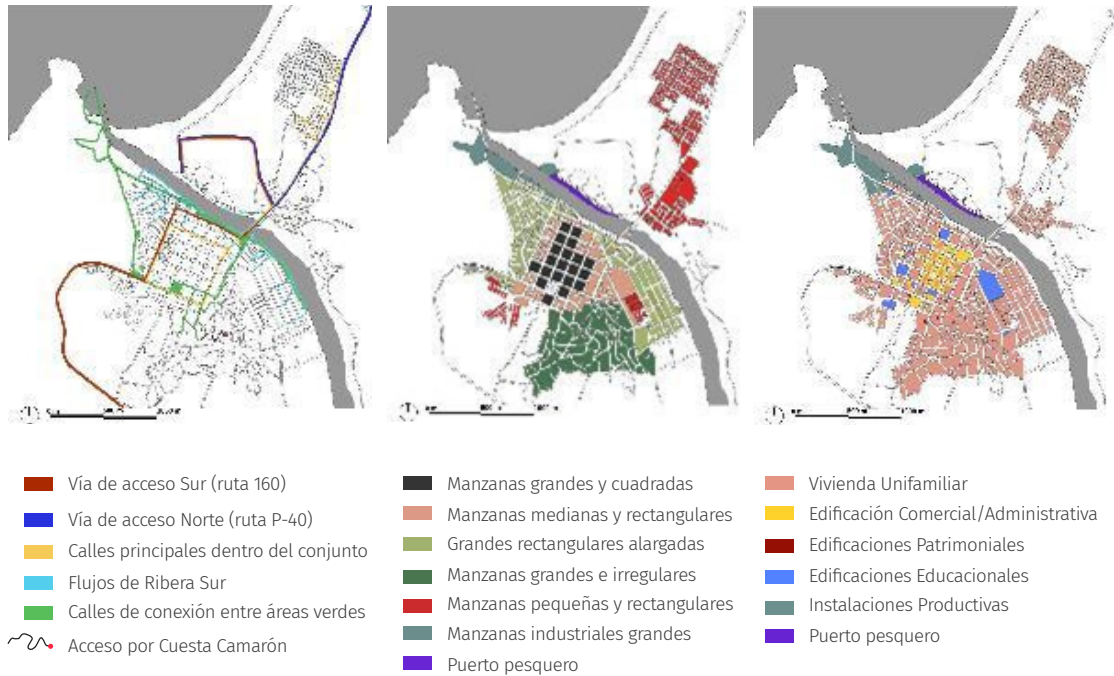 Vía de acceso Sur (ruta 160)
Vía de acceso Norte (ruta P-40)
Calles principales dentro del conjunto
Flujos de Ribera Sur
Calles de conexión entre áreas verdes
Acceso por Cuesta Camarón
Manzanas grandes y cuadradas
Manzanas medianas y rectangulares
Grandes rectangulares alargadas
Manzanas grandes e irregulares
Manzanas pequeñas y rectangulares
Manzanas industriales grandes
Puerto pesquero
Vivienda Unifamiliar
Edificación Comercial/Administrativa
Edificaciones Patrimoniales
Edificaciones Educacionales
Instalaciones Productivas
Puerto pesquero